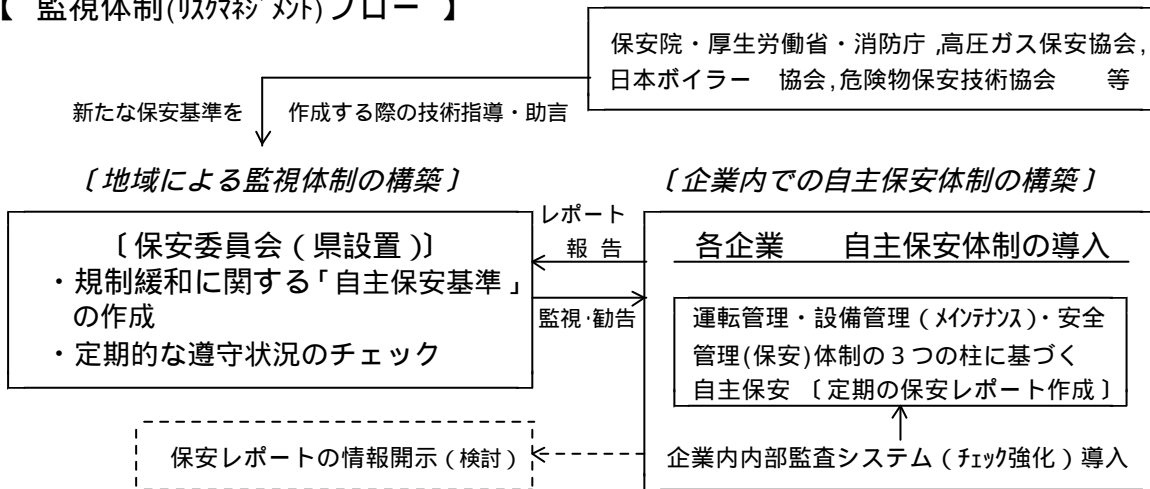 【 監視体制(ﾘｽｸﾏﾈｼﾞﾒﾝﾄ)フロー 】
保安院・厚生労働省・消防庁,高圧ガス保安協会,
日本ボイラー 協会,危険物保安技術協会 等
新たな保安基準を 作成する際の技術指導・助言
〔地域による監視体制の構築〕
〔企業内での自主保安体制の構築〕
〔保安委員会(県設置)〕
・規制緩和に関する「自主保安基準」
の作成
・定期的な遵守状況のチェック
レポート
報 告
監視・勧告
各企業 自主保安体制の導入
運転管理・設備管理(ﾒｲﾝﾃﾅﾝｽ)・安全
管理(保安)体制の3つの柱に基づく
自主保安 〔定期の保安レポート作成〕
保安レポートの情報開示(検討)
企業内内部監査システム(ﾁｪｯｸ強化)導入